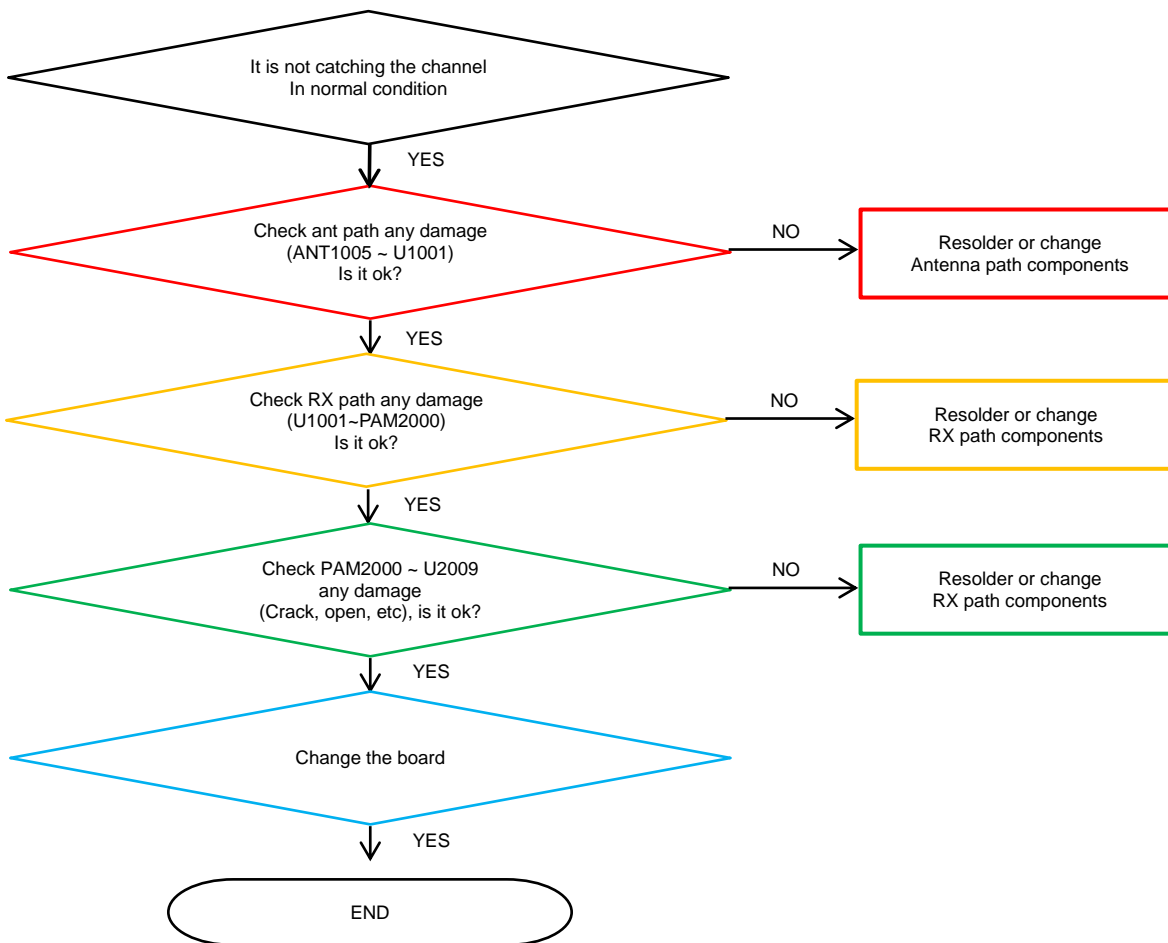 It is not catching the channel
In normal condition
YES
Check ant path any damage
(ANT1005 ~ U1001)
Is it ok?
NO
Resolder or change
Antenna path components
YES
Check RX path any damage
(U1001~PAM2000)
Is it ok?
NO
Resolder or change
RX path components
YES
Check PAM2000 ~ U2009
any damage
(Crack, open, etc), is it ok?
NO
Resolder or change
RX path components
YES
Change the board
YES
END